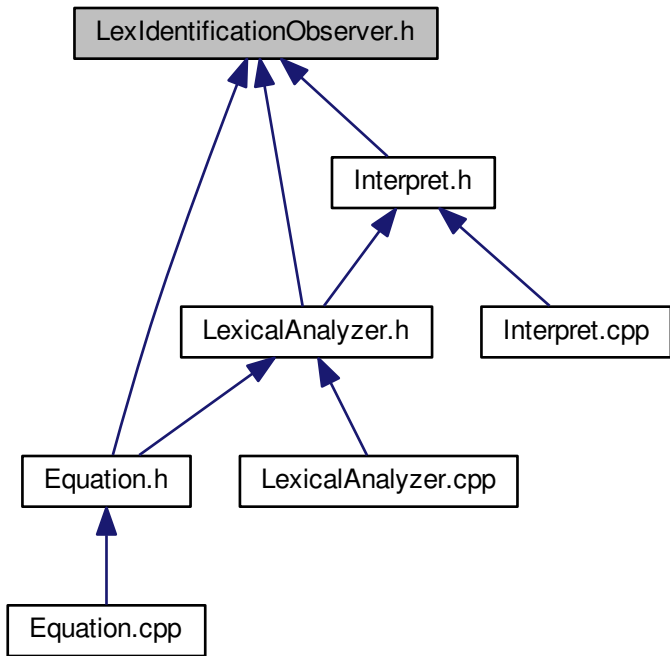 LexIdentificationObserver.h
Interpret.h
LexicalAnalyzer.h
Interpret.cpp
Equation.h
LexicalAnalyzer.cpp
Equation.cpp